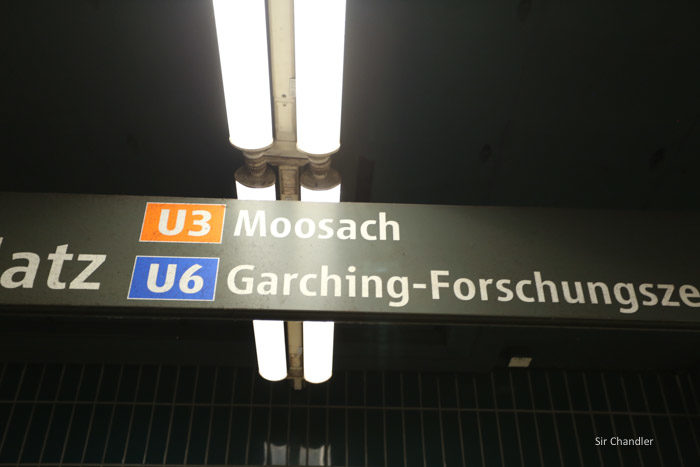 U3 Moosach
latz U6 Garching-Forschungsze
Sir Chandler